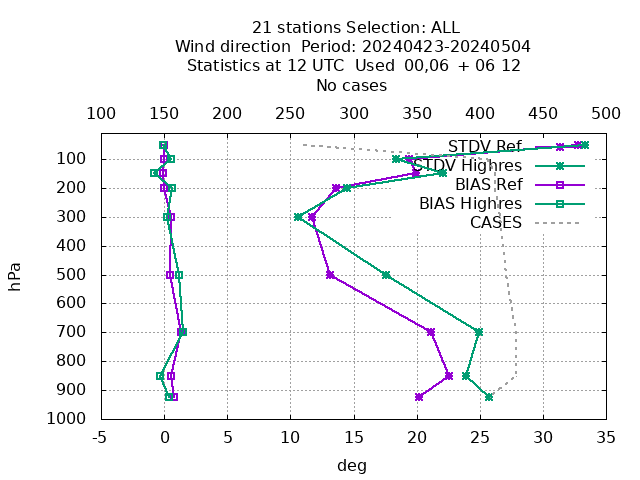 21 stations Selection: ALL
Wind direction  Period: 20240423-20240504
Statistics at 12 UTC  Used  00,06  + 06 12
No cases
100 150 200 250 300 350 400 450 500
STDV Ref
STDV Highres
BIAS Ref
BIAS Highres
CASES
hPa
100
200
300
400
500
600
700
800
900
1000
-5 0 5 10 15 20 25 30 35
deg